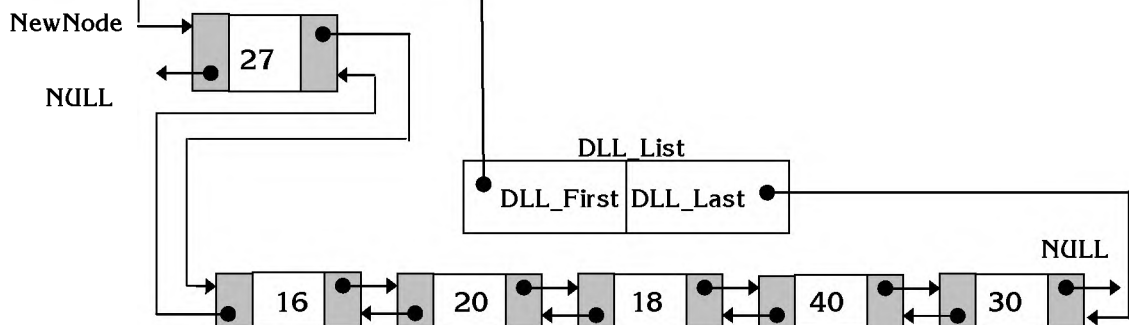 NewNode
27
NULL
DLL_List
DLL_First DLL_Last
NULL
16 20 18 40 30